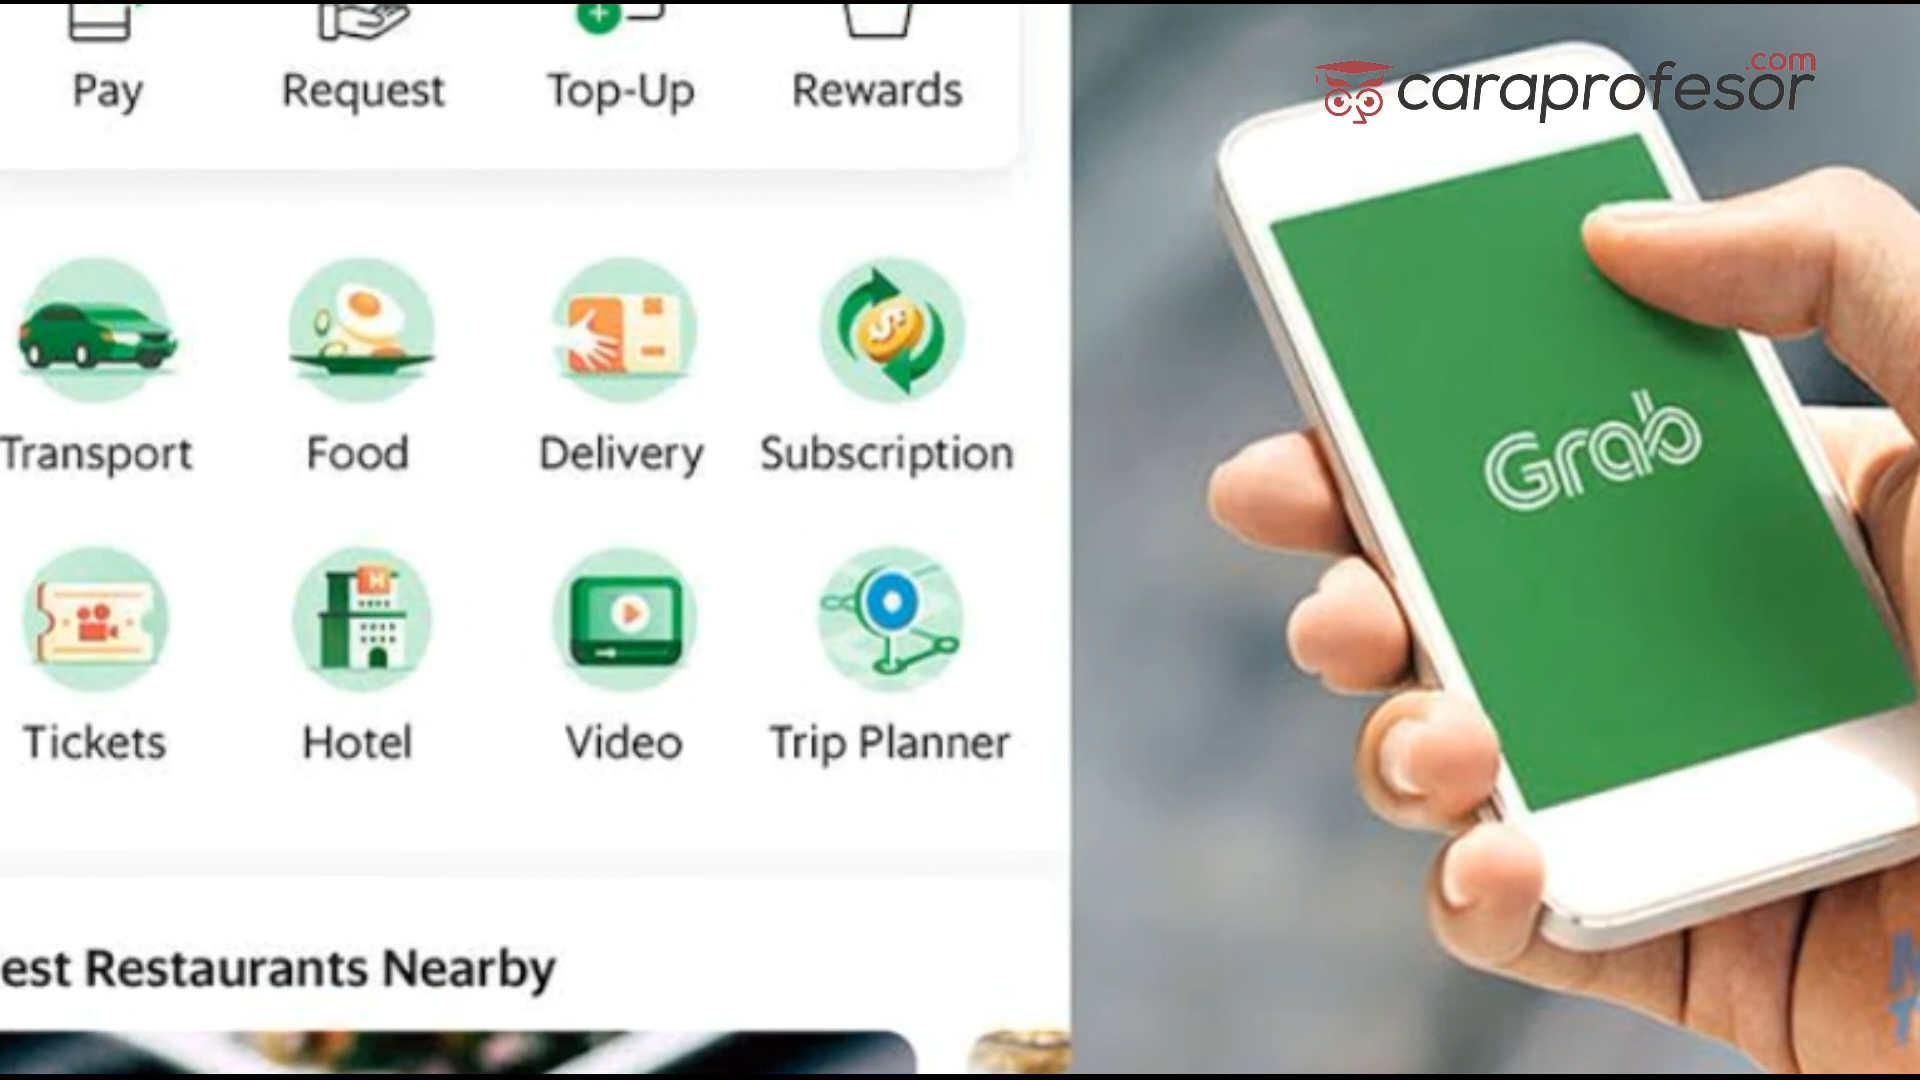 Pay Request Top-Up Rewards
Transport Food Delivery Subscription
H
Tickets Hotel Video Trip Planner
est Restaurants Nearby
caraprofesor.com
Grab